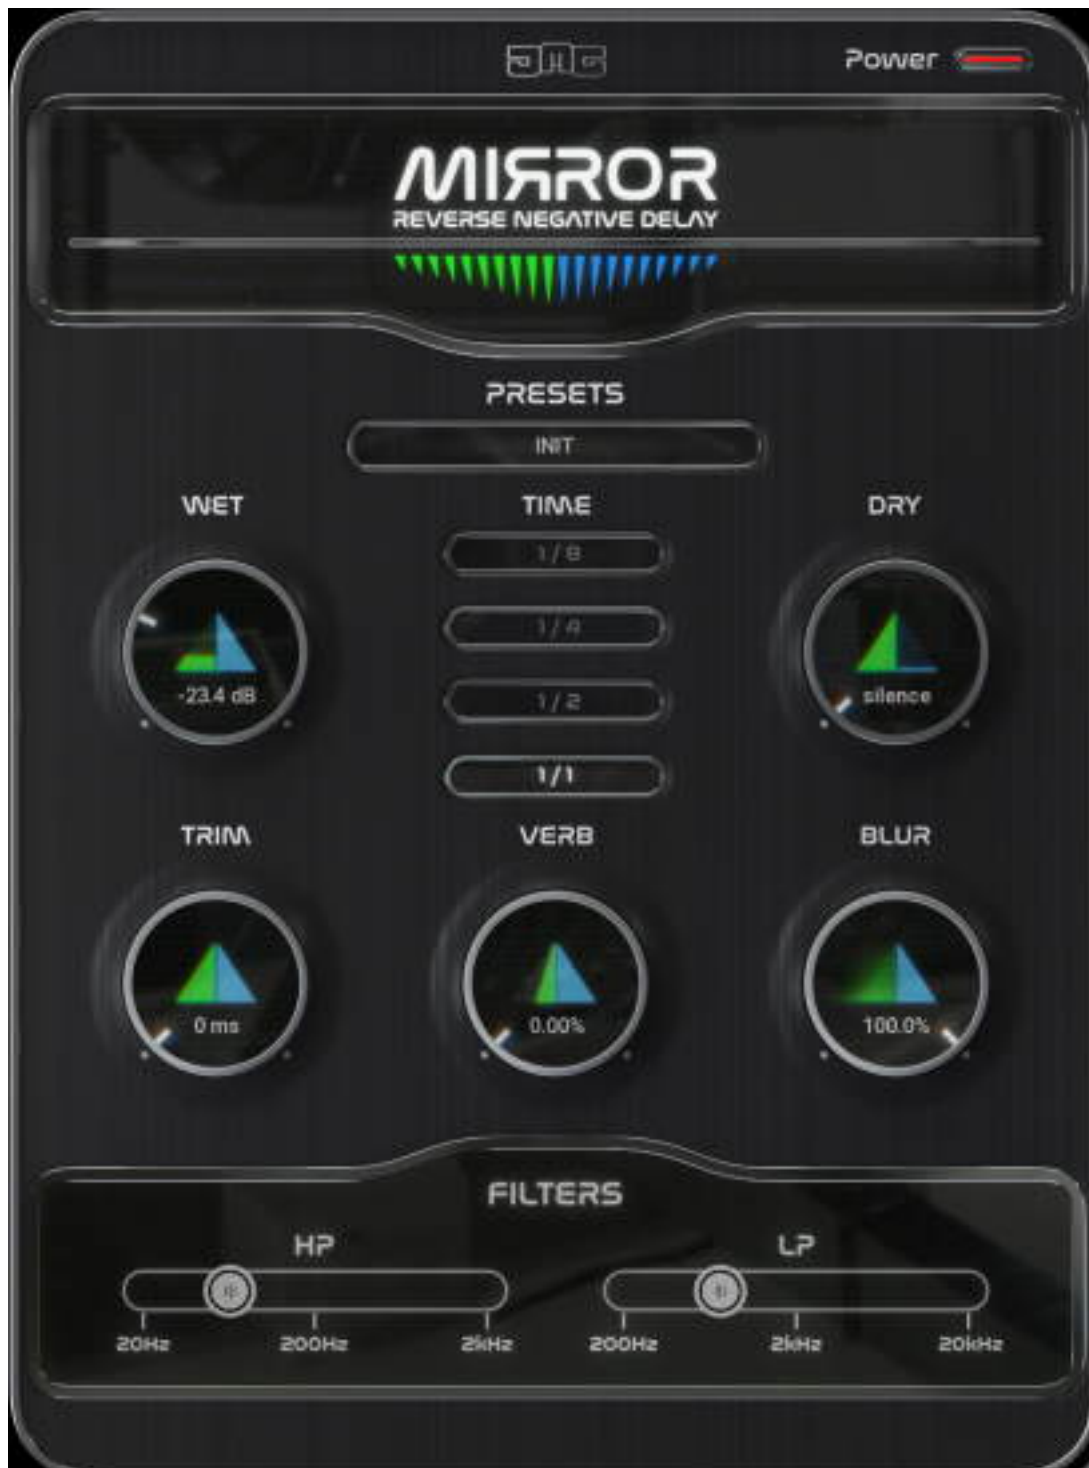 Power
MIRROR
REVERSE NEGATIVE DELAY
PRESETS
INIT
WET
TIME
DRY
1/8
1/4
1/2
1/1
-23.4 dB
silence
TRIM
VERB
BLUR
0 ms
0.00%
100.0%
FILTERS
HP
LP
20Hz
200Hz
2kHz
200Hz
2kHz
20kHz